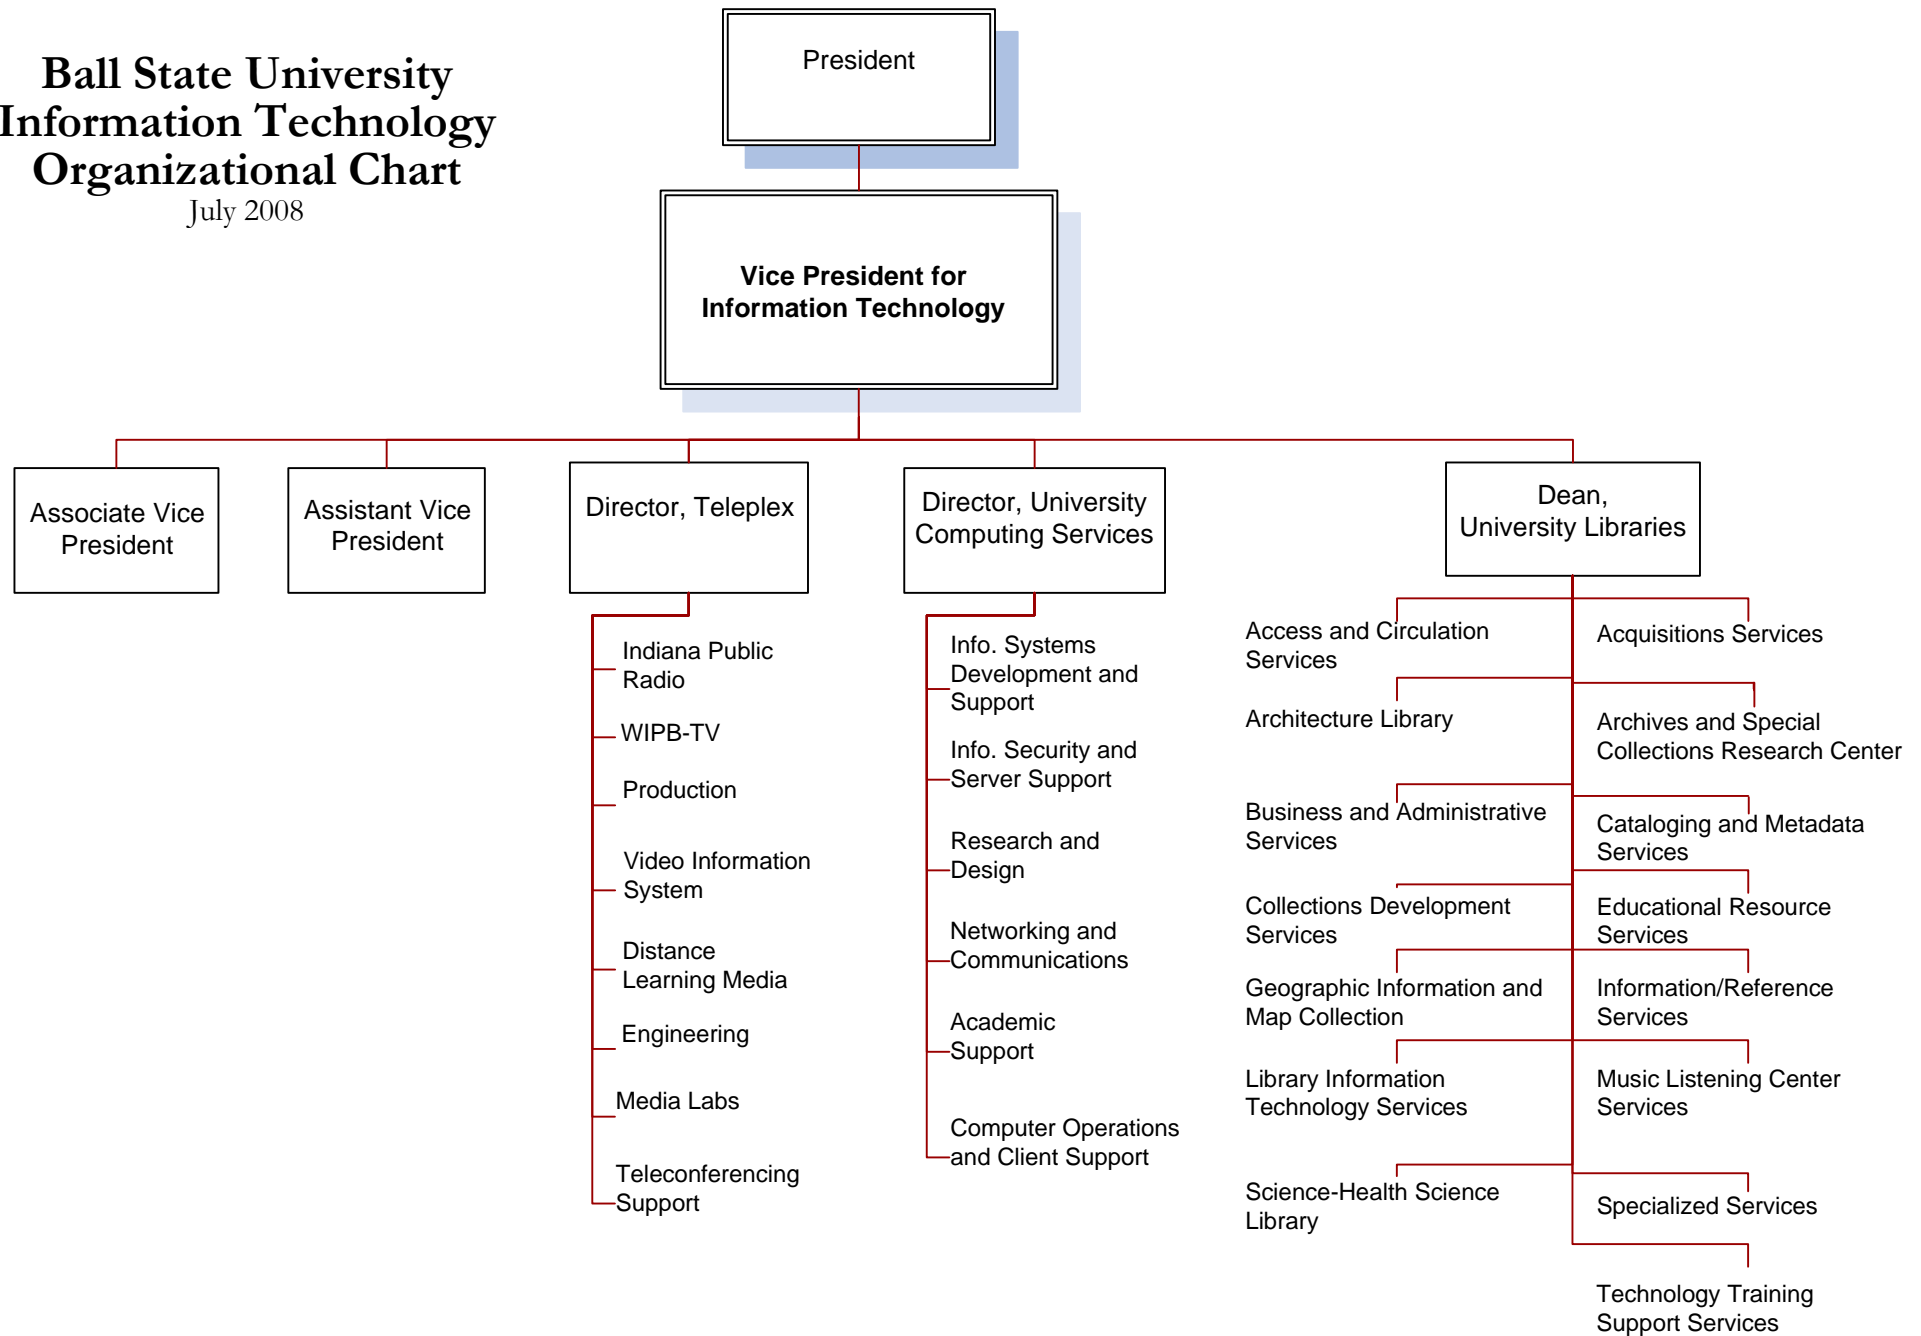 Ball State University
Information Technology
Organizational Chart
July 2008
President
Vice President for
Information Technology
Associate Vice
President
Assistant Vice
President
Director, Teleplex
Director, University
Computing Services
Dean,
University Libraries
Indiana Public
Radio
WIPB-TV
Production
Video Information
System
Distance
Learning Media
Engineering
Media Labs
Teleconferencing
Support
Info. Systems
Development and
Support
Info. Security and
Server Support
Research and
Design
Networking and
Communications
Academic
Support
Computer Operations
and Client Support
Access and Circulation
Services
Architecture Library
Business and Administrative
Services
Collections Development
Services
Geographic Information and
Map Collection
Library Information
Technology Services
Science-Health Science
Library
Acquisitions Services
Archives and Special
Collections Research Center
Cataloging and Metadata
Services
Educational Resource
Services
Information/Reference
Services
Music Listening Center
Services
Specialized Services
Technology Training
Support Services